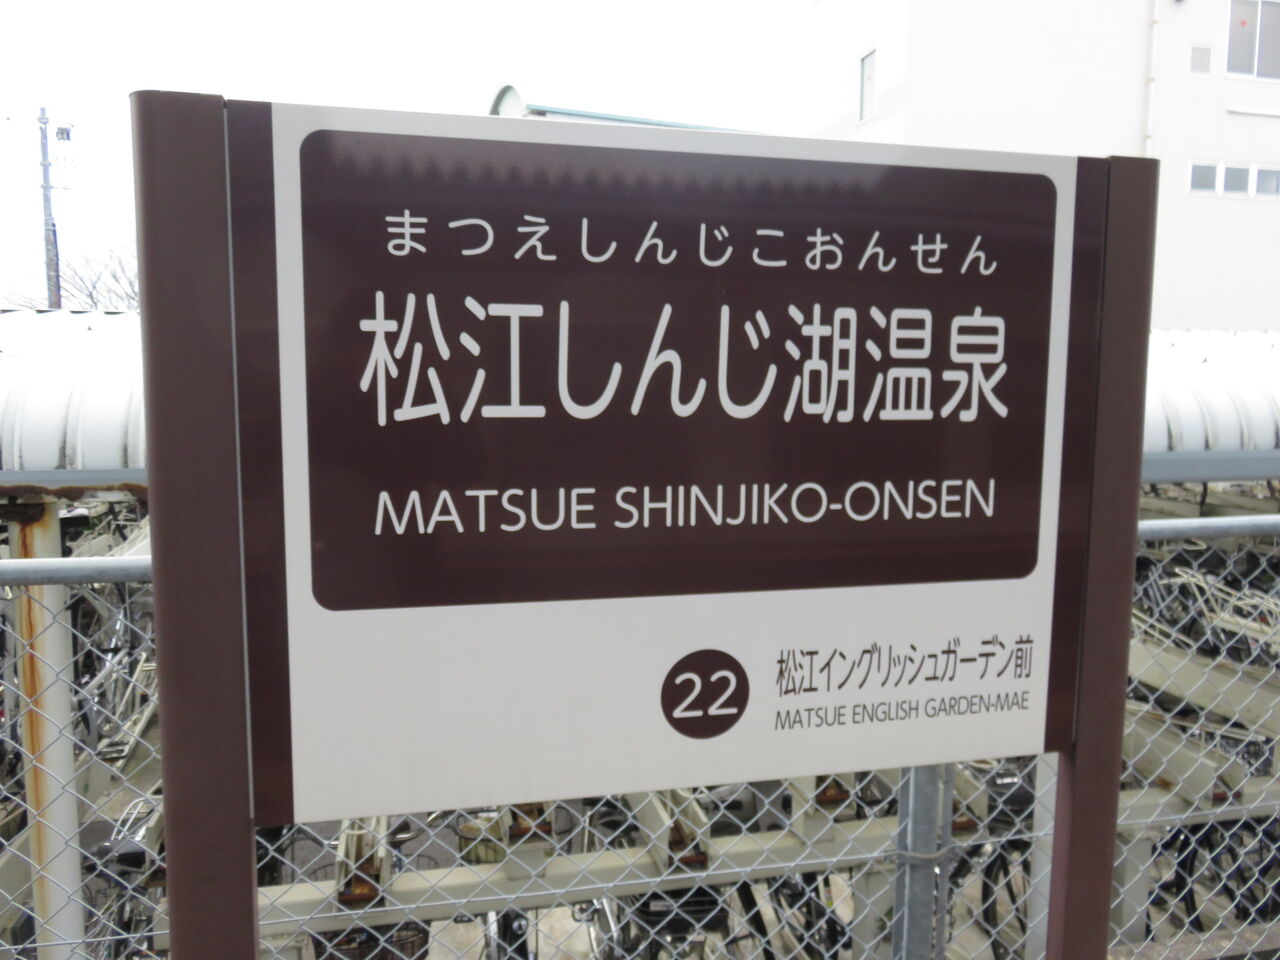 まつえしんじこおんせん
松江しんじ湖温泉
MATSUE SHINJIKO-ONSEN
22
松江イングリッシュガーデン前
MATSUE ENGLISH GARDEN-MAE